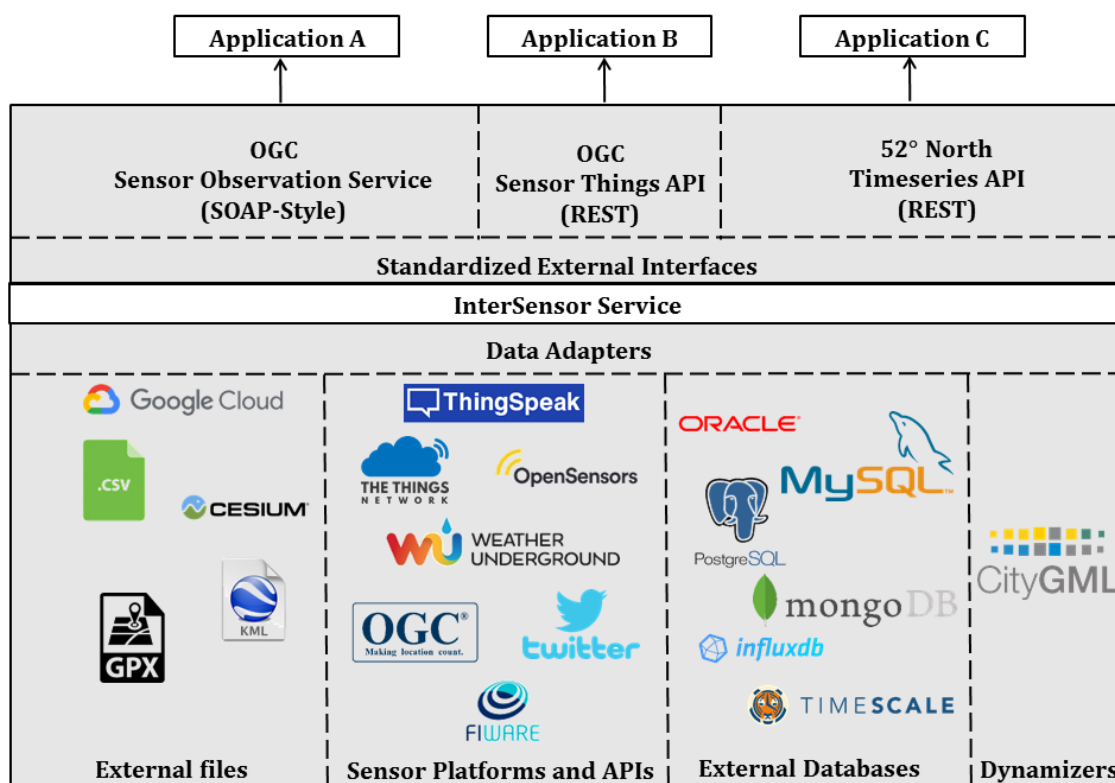 Application A
Application B
Application C
OGC
Sensor Observation Service
(SOAP-Style)
OGC
Sensor Things API
(REST)
52° North
Timeseries API
(REST)
Standardized External Interfaces
InterSensor Service
Data Adapters
Google Cloud
.CSV
CESIUM
KML
GPX
External files
ThingSpeak
THE THINGS
NETWORK
OpenSensors
WU WEATHER
UNDERGROUND
OGC®
Making location count.
twitter
FIWARE
Sensor Platforms and APIs
ORACLE®
MySQL™
PostgreSQL
mongoDB
influxdb
TIMESCALE
External Databases
CityGML
Dynamizers